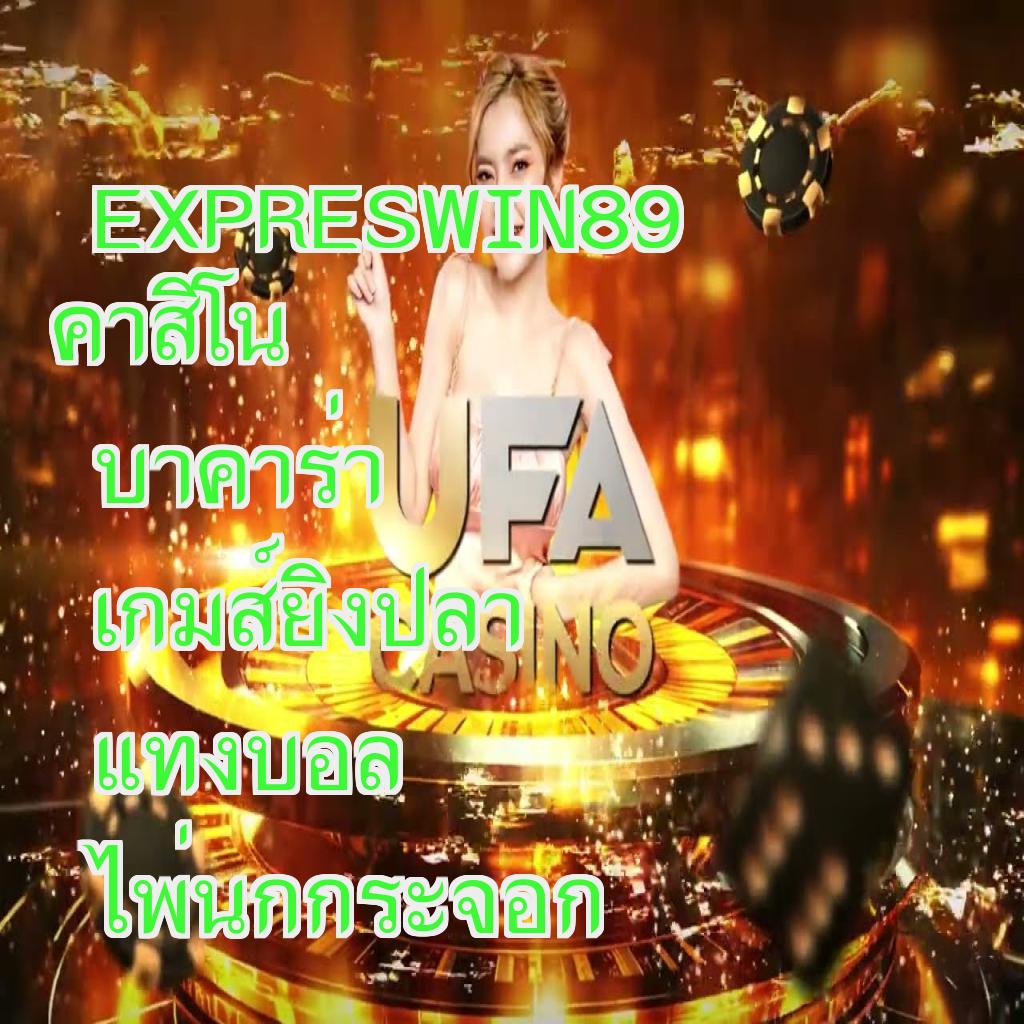 EXPRESWIN89
คาสิโน
บาคาร่า
UFA
เกมส์ยิงปลา
CASINO
แทงบอล
ไพ่นกกระจอก